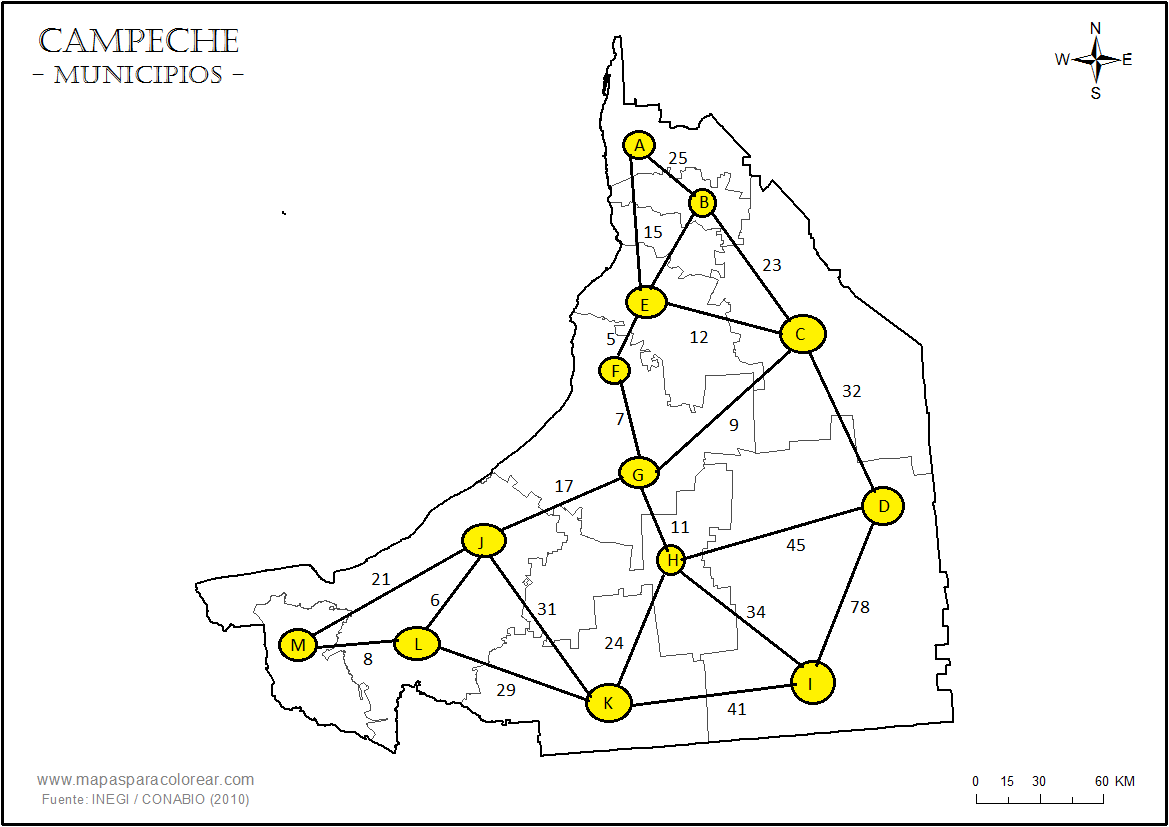 CAMPECHE
- MUNICIPIOS -
N
W E
S
A
25
B
15
23
E
C
5
12
F
32
7
9
G
17
D
11
J
H
45
21
6
31
34
78
24
M
L
8
29
K
I
41
www.mapasparacolorear.com
Fuente: INEGI / CONABIO (2010)
0 15 30 60 KM